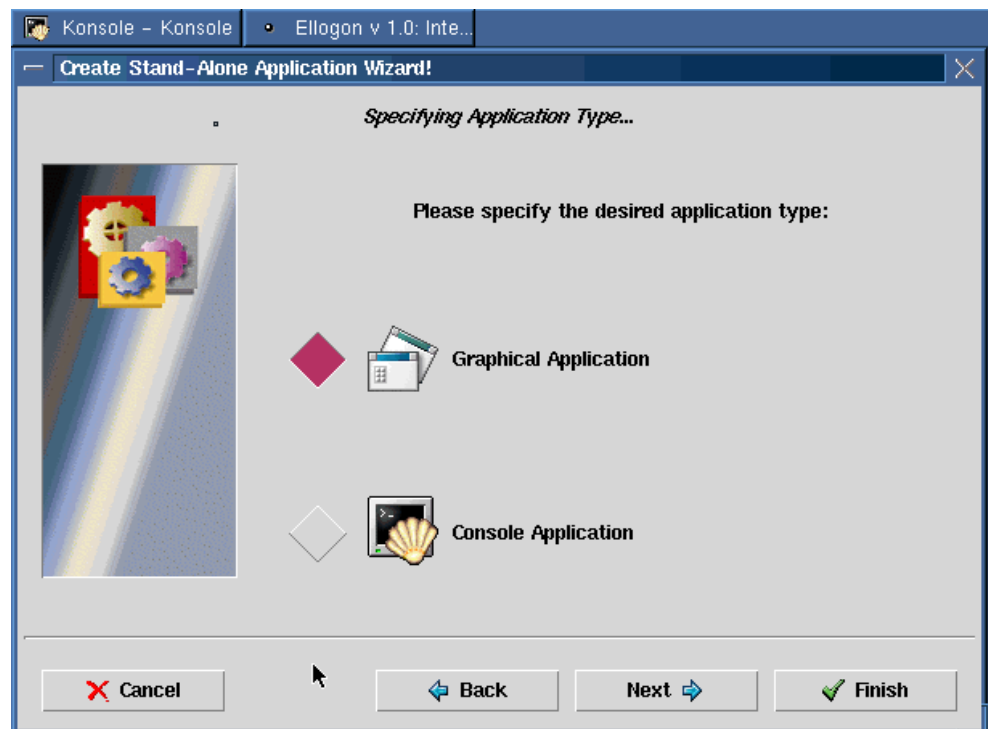 Konsole – Konsole
Ellogon v 1.0: Inte...
Create Stand-Alone Application Wizard!
Specifying Application Type...
Please specify the desired application type:
Graphical Application
Console Application
Cancel
Back
Next
Finish